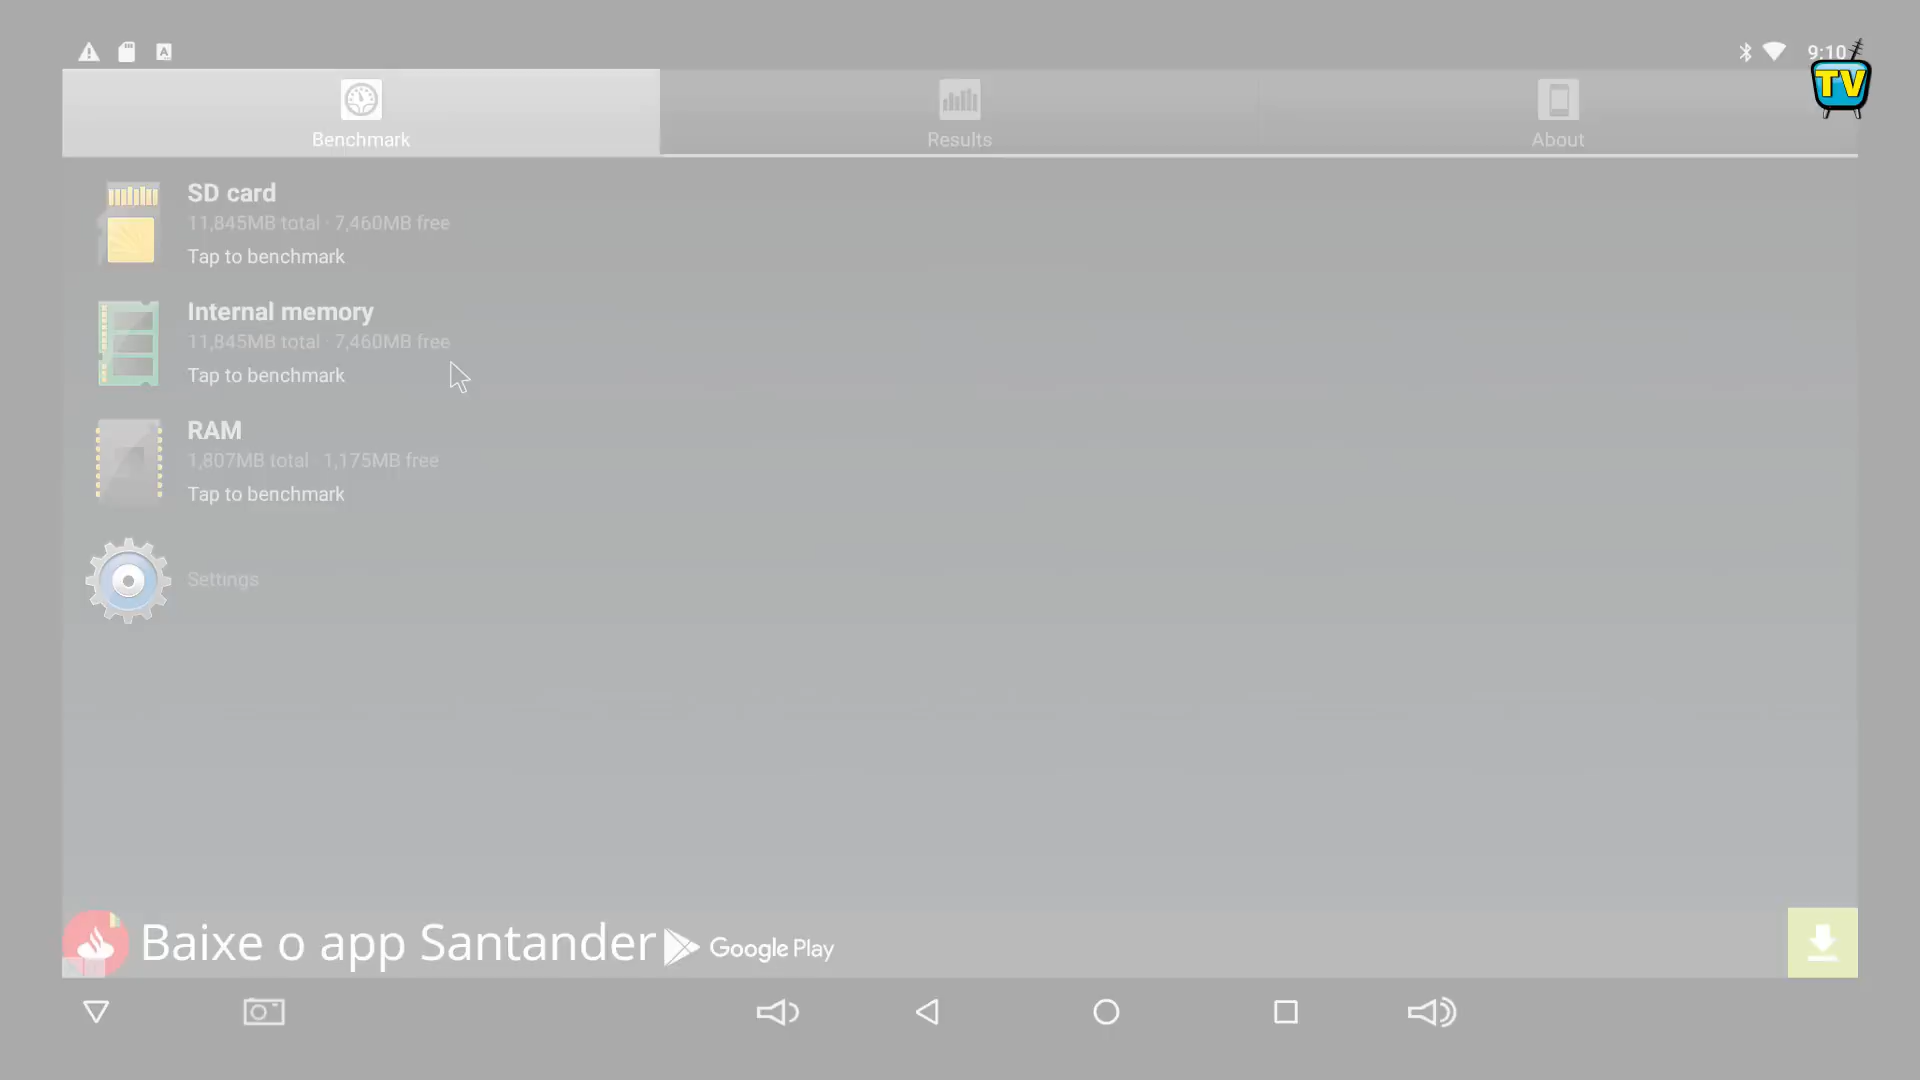 9:10
TV
Benchmark
Results
About
SD card
11,845MB total · 7,460MB free
Tap to benchmark
Internal memory
11,845MB total · 7,460MB free
Tap to benchmark
RAM
1,807MB total · 1,175MB free
Tap to benchmark
Settings
Baixe o app Santander Google Play